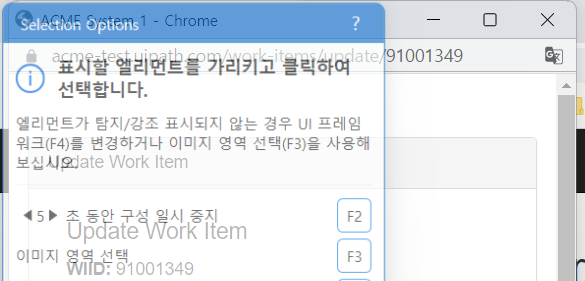 ACME System 1 - Chrome
Selection Options ?
acme-test.uipath.com/work-items/update/91001349
표시할 엘리먼트를 가리키고 클릭하여
선택합니다.
엘리먼트가 탐지/강조 표시되지 않는 경우 UI 프레임
워크(F4)를 변경하거나 이미지 영역 선택(F3)을 사용해
보십시오.
Update Work Item
5 초 동안 구성 일시 중지 F2
Update Work Item
이미지 영역 선택 F3
WIID: 91001349